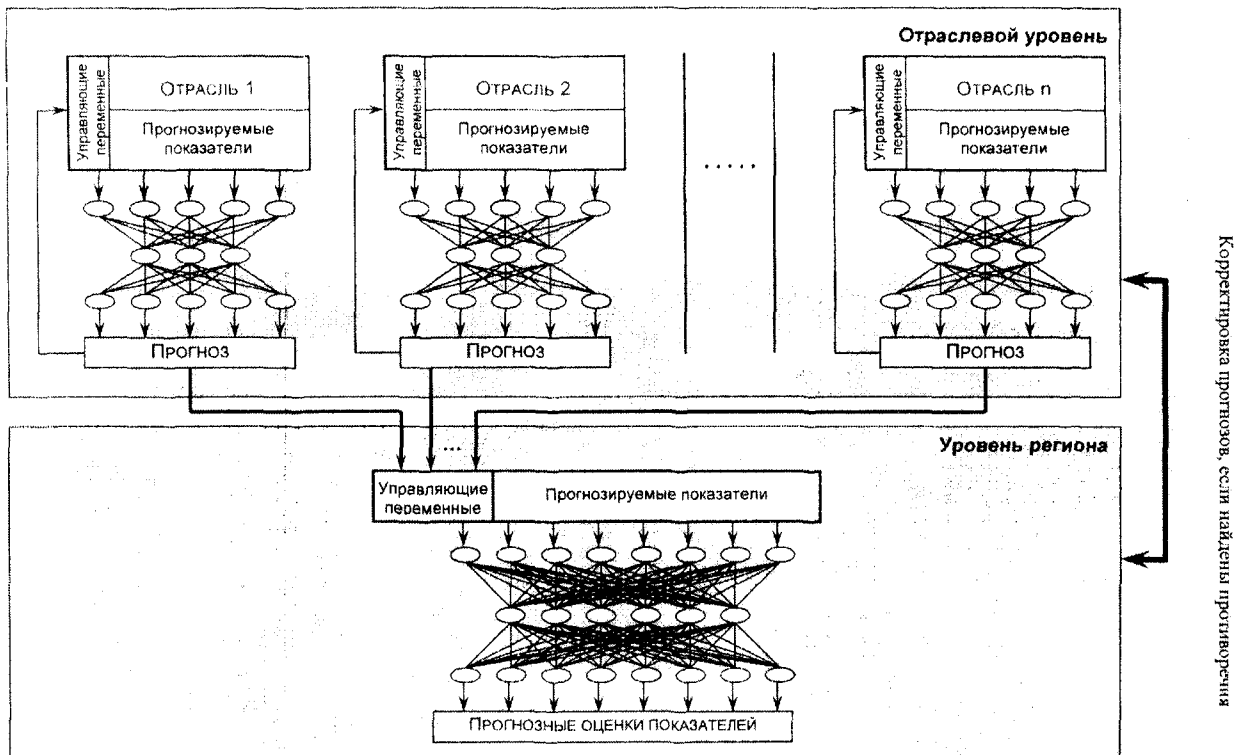 Отраслевой уровень
Управляющие
переменные
ОТРАСЛЬ 1
Прогнозируемые
показатели
ПРОГНОЗ
Управляющие
переменные
ОТРАСЛЬ 2
Прогнозируемые
показатели
ПРОГНОЗ
.....
Управляющие
переменные
ОТРАСЛЬ n
Прогнозируемые
показатели
ПРОГНОЗ
Уровень региона
...
Управляющие
переменные
Прогнозируемые показатели
ПРОГНОЗНЫЕ ОЦЕНКИ ПОКАЗАТЕЛЕЙ
Корректировка прогнозов, если найдены противоречия